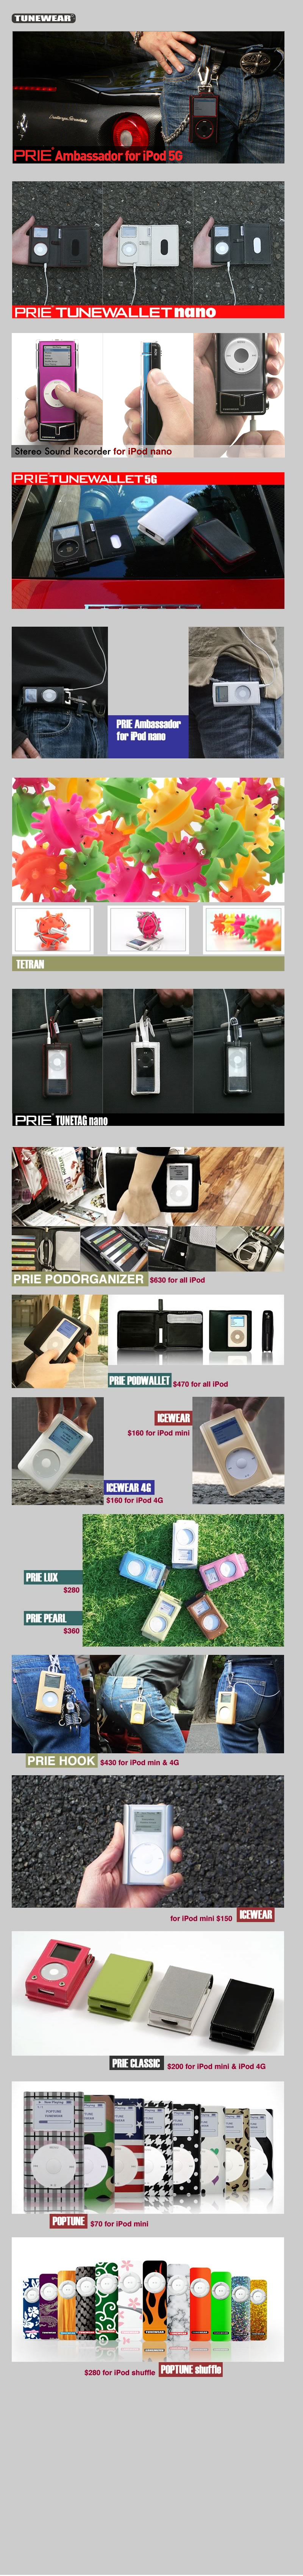 TUNEWEAR
PRIE Ambassador for iPod 5G
PRIE TUNEWALLET nano
Stereo Sound Recorder for iPod nano
PRIE TUNEWALLET 5G
PRIE Ambassador
for iPod nano
TETRAN
PRIE TUNETAG nano
PRIE PODORGANIZER $630 for all iPod
PRIE PODWALLET $470 for all iPod
ICEWEAR
$160 for iPod mini
ICEWEAR 4G
$160 for iPod 4G
PRIE LUX
$280
PRIE PEARL
$360
PRIE HOOK $430 for iPod min & 4G
for iPod mini $150 ICEWEAR
PRIE CLASSIC $200 for iPod mini & iPod 4G
POPTUNE $70 for iPod mini
$280 for iPod shuffle POPTUNE shuffle